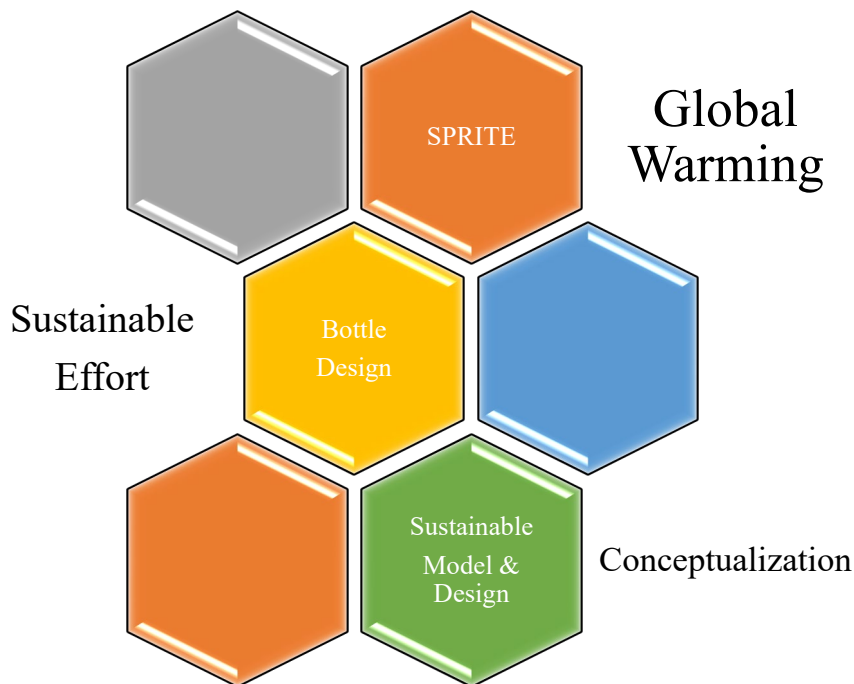 SPRITE
Global
Warming
Sustainable
Effort
Bottle
Design
Sustainable
Model &
Design
Conceptualization